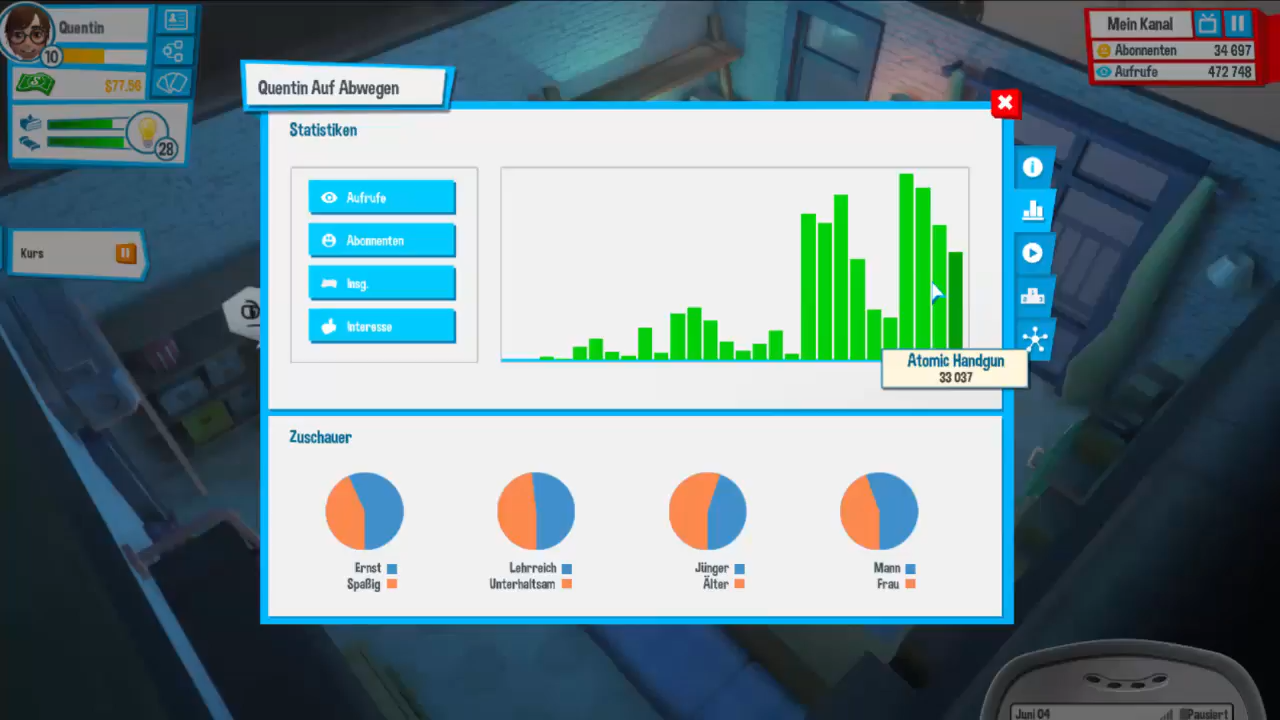 Quentin
10
$77.56
28
Kurs
Quentin Auf Abwegen
Statistiken
Aufrufe
Abonnenten
Insg.
Interesse
Atomic Handgun
33 037
Zuschauer
Ernst
Spaßig
Lehrreich
Unterhaltsam
Jünger
Älter
Mann
Frau
Mein Kanal
Abonnenten 34 697
Aufrufe 472 748
Juni 04 Pausiert